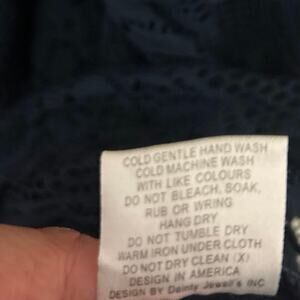 COLD GENTLE HAND WASH
COLD MACHINE WASH
WITH LIKE COLOURS
DO NOT BLEACH, SOAK,
RUB OR WRING
HANG DRY
DO NOT TUMBLE DRY
WARM IRON UNDER CLOTH
DO NOT DRY CLEAN (X)
DESIGN IN AMERICA
DESIGN BY Dainty Jewell's INC